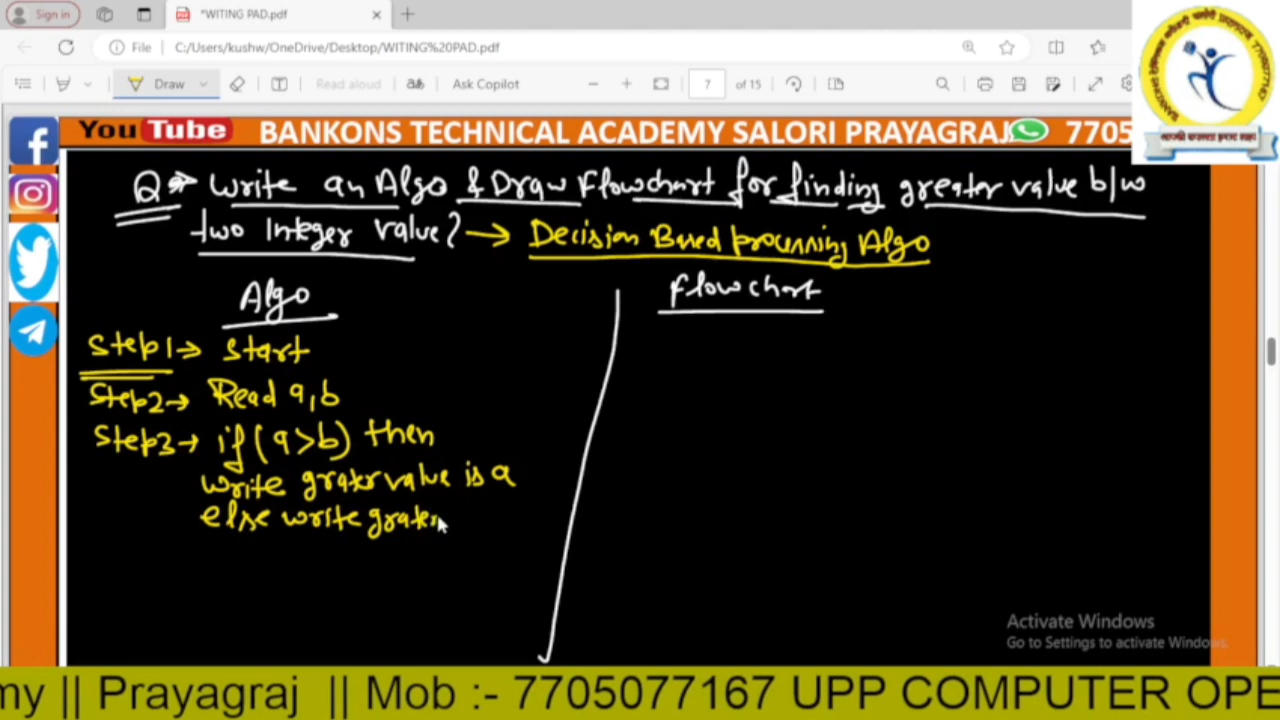 Sign in
*WITING PAD.pdf
File
C:/Users/kushw/OneDrive/Desktop/WITING%20PAD.pdf
Draw
Read aloud
Ask Copilot
7
of 15
YouTube BANKONS TECHNICAL ACADEMY SALORI PRAYAGRAJ 7705
Q→ Write an Algo & Draw Flowchart for finding greater value b/w
two Integer value? → Decision Based processing Algo
Algo
Flowchart
Step1→ Start
Step2→ Read a,b
Step3→ if (a>b) then
write grater value is a
else write grater
Activate Windows
Go to Settings to activate Windows.
my || Prayagraj || Mob :- 7705077167 UPP COMPUTER OPE